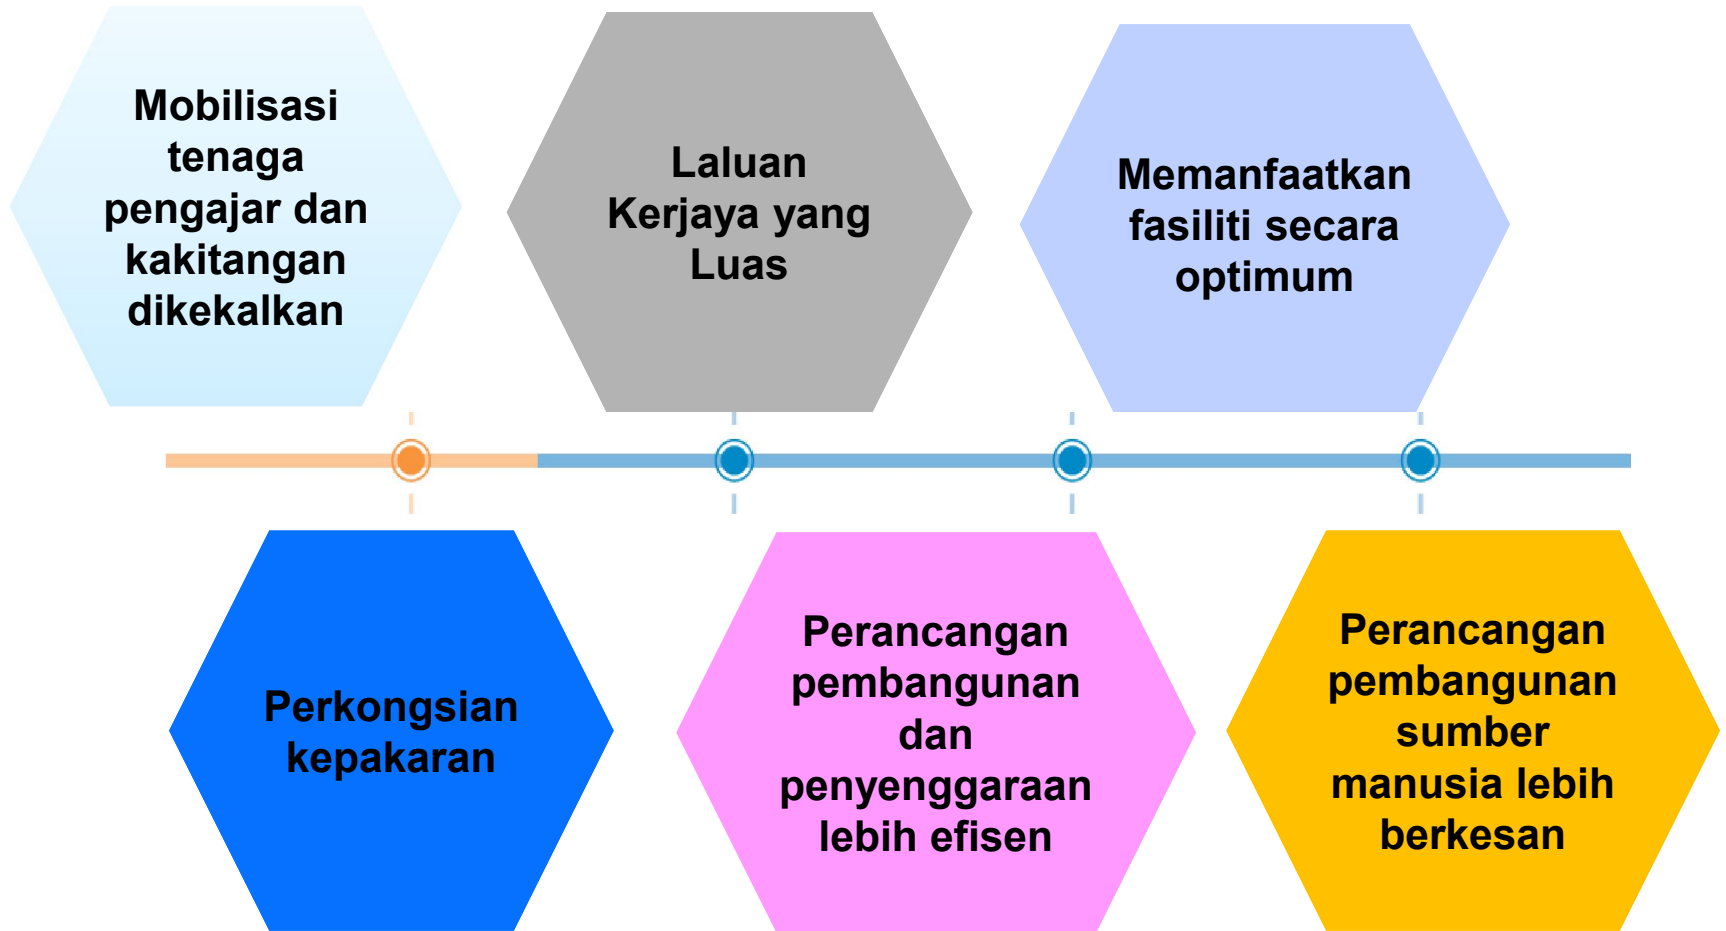 Mobilisasi
tenaga
pengajar dan
kakitangan
dikekalkan
Laluan
Kerjaya yang
Luas
Memanfaatkan
fasiliti secara
optimum
Perkongsian
kepakaran
Perancangan
pembangunan
dan
penyenggaraan
lebih efisen
Perancangan
pembangunan
sumber
manusia lebih
berkesan